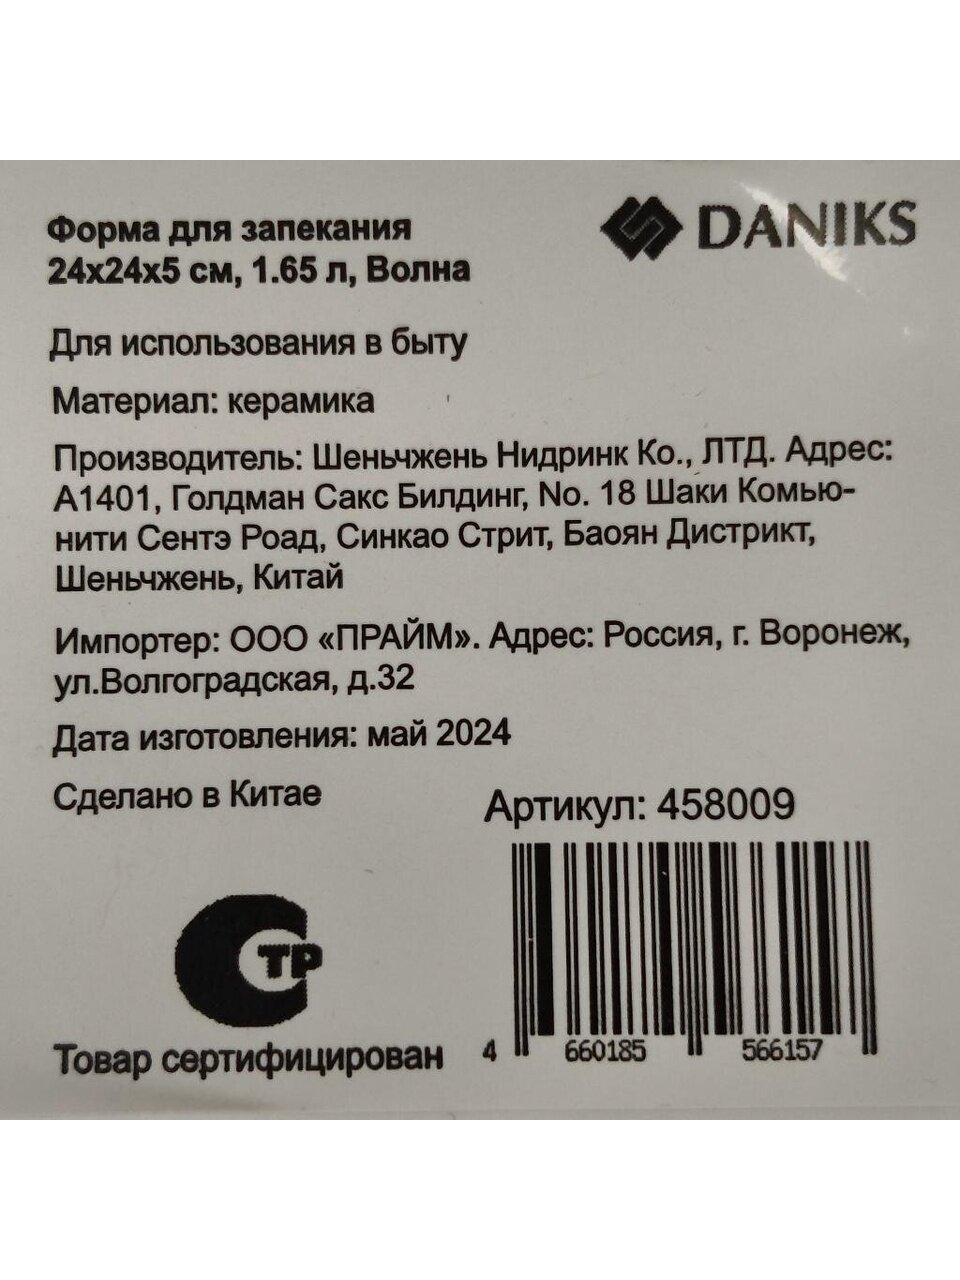 Форма для запекания
24х24х5 см, 1.65 л, Волна
DANIKS
Для использования в быту
Материал: керамика
Производитель: Шеньчжень Нидринк Ко., ЛТД. Адрес:
А1401, Голдман Сакс Билдинг, No. 18 Шаки Комью-
нити Сентэ Роад, Синкао Стрит, Баоян Дистрикт,
Шеньчжень, Китай
Импортер: ООО «ПРАЙМ». Адрес: Россия, г. Воронеж,
ул.Волгоградская, д.32
Дата изготовления: май 2024
Сделано в Китае
Артикул: 458009
ТР
Товар сертифицирован
4 660185 566157